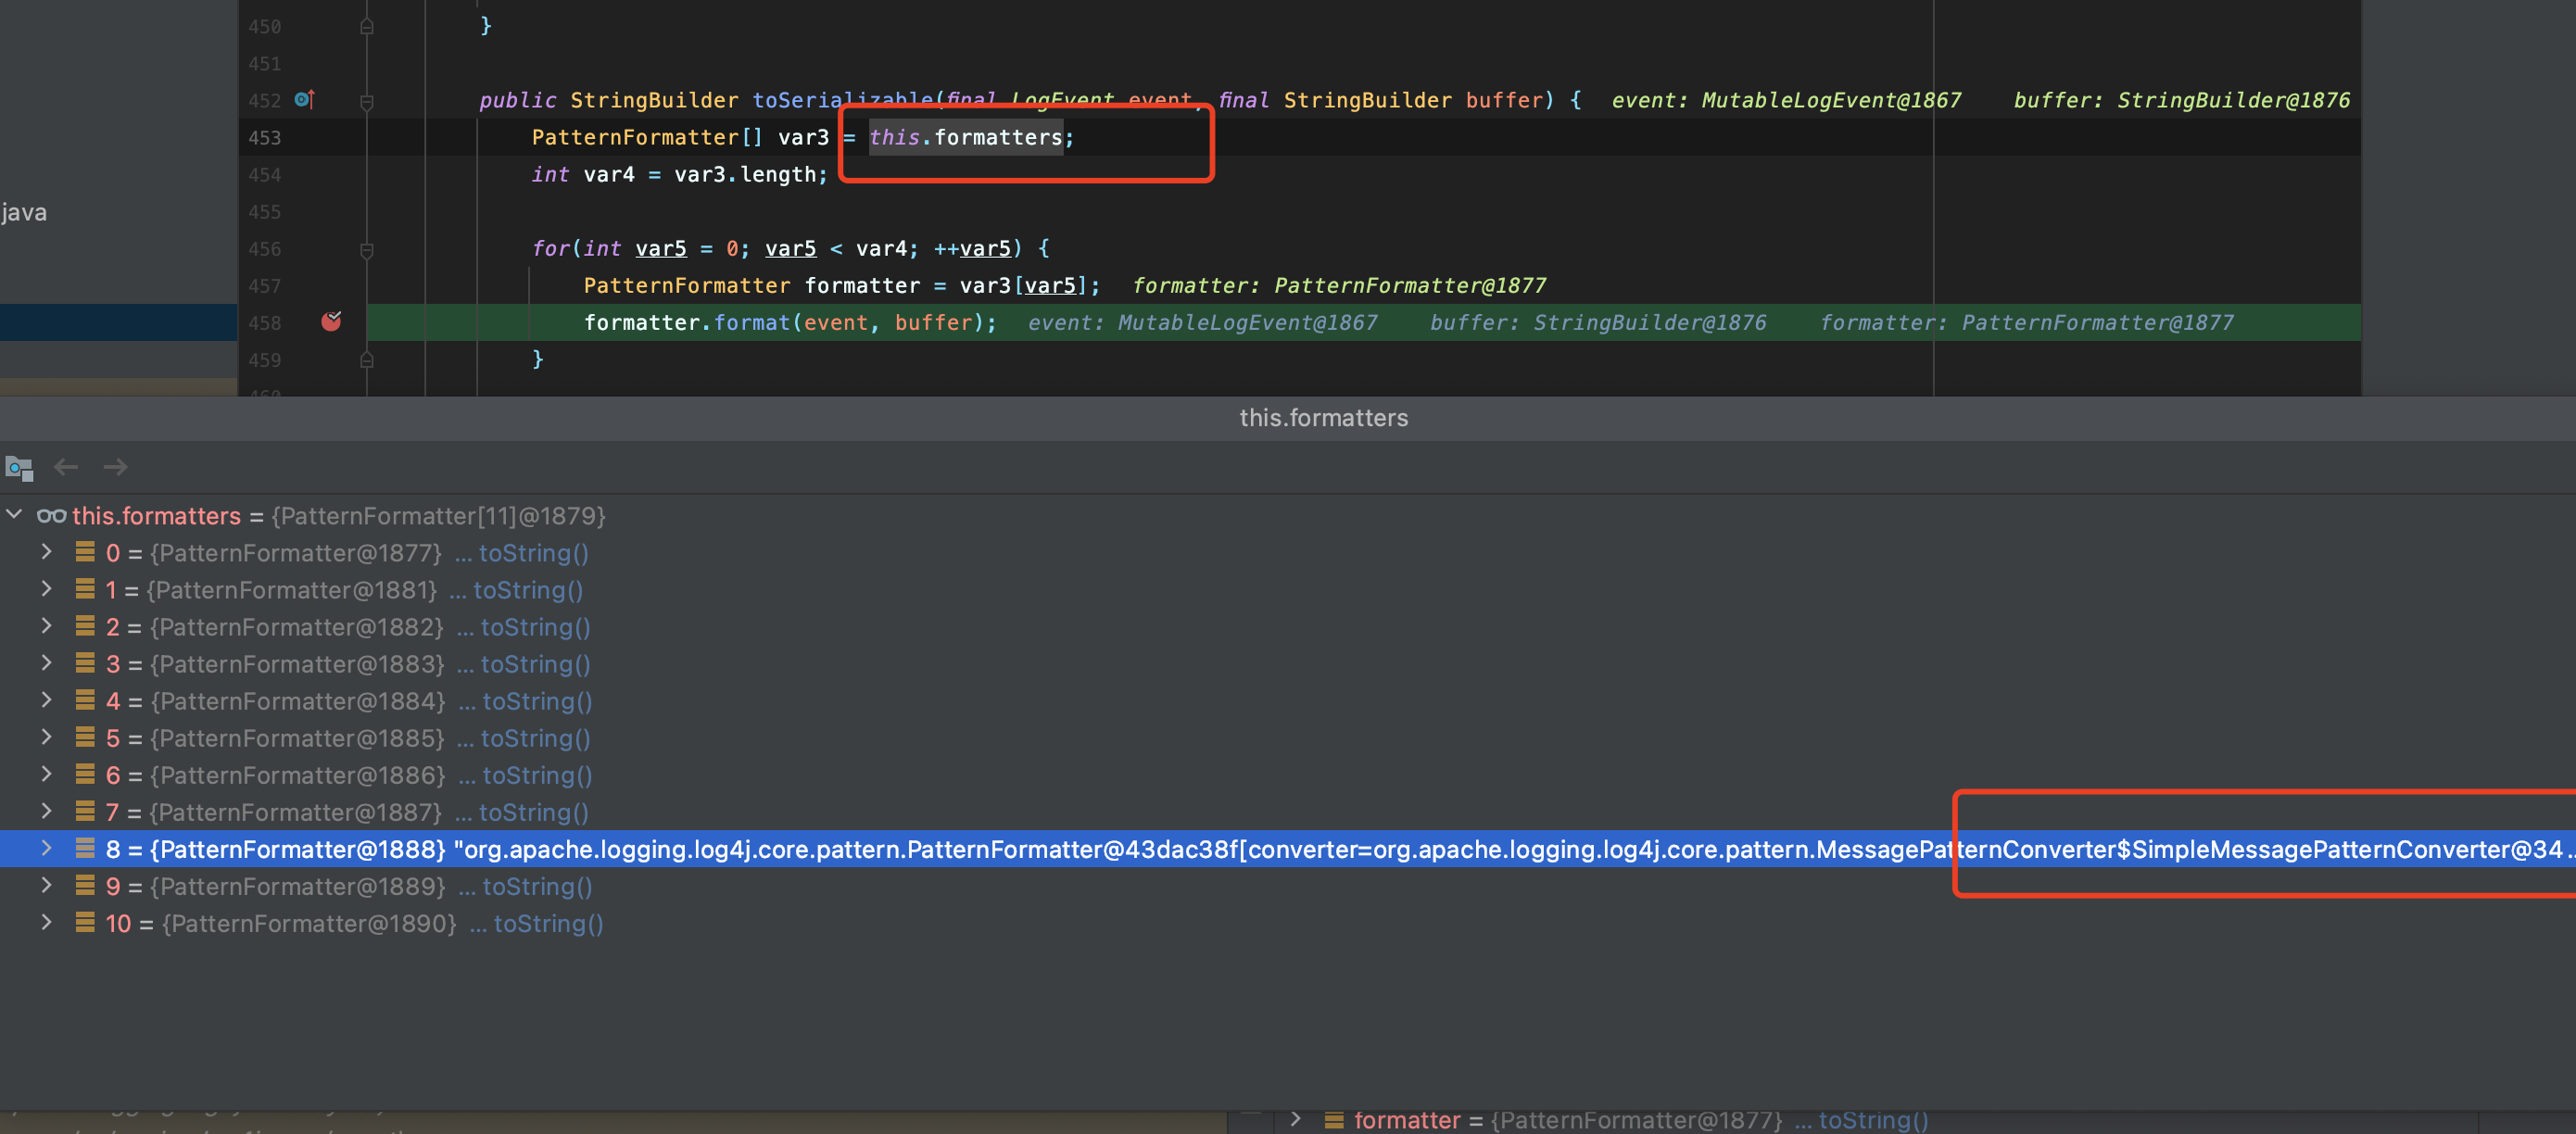 450 }
451
452 public StringBuilder toSerializable(final LogEvent event, final StringBuilder buffer) { event: MutableLogEvent@1867 buffer: StringBuilder@1876
453 PatternFormatter[] var3 = this.formatters;
454 int var4 = var3.length;
java
455
456 for(int var5 = 0; var5 < var4; ++var5) {
457 PatternFormatter formatter = var3[var5]; formatter: PatternFormatter@1877
458 formatter.format(event, buffer); event: MutableLogEvent@1867 buffer: StringBuilder@1876 formatter: PatternFormatter@1877
459 }
460
this.formatters
this.formatters = {PatternFormatter[11]@1879}
0 = {PatternFormatter@1877} ... toString()
1 = {PatternFormatter@1881} ... toString()
2 = {PatternFormatter@1882} ... toString()
3 = {PatternFormatter@1883} ... toString()
4 = {PatternFormatter@1884} ... toString()
5 = {PatternFormatter@1885} ... toString()
6 = {PatternFormatter@1886} ... toString()
7 = {PatternFormatter@1887} ... toString()
8 = {PatternFormatter@1888} "org.apache.logging.log4j.core.pattern.PatternFormatter@43dac38f[converter=org.apache.logging.log4j.core.pattern.MessagePatternConverter$SimpleMessagePatternConverter@34...
9 = {PatternFormatter@1889} ... toString()
10 = {PatternFormatter@1890} ... toString()
formatter = {PatternFormatter@1877} ... toString()